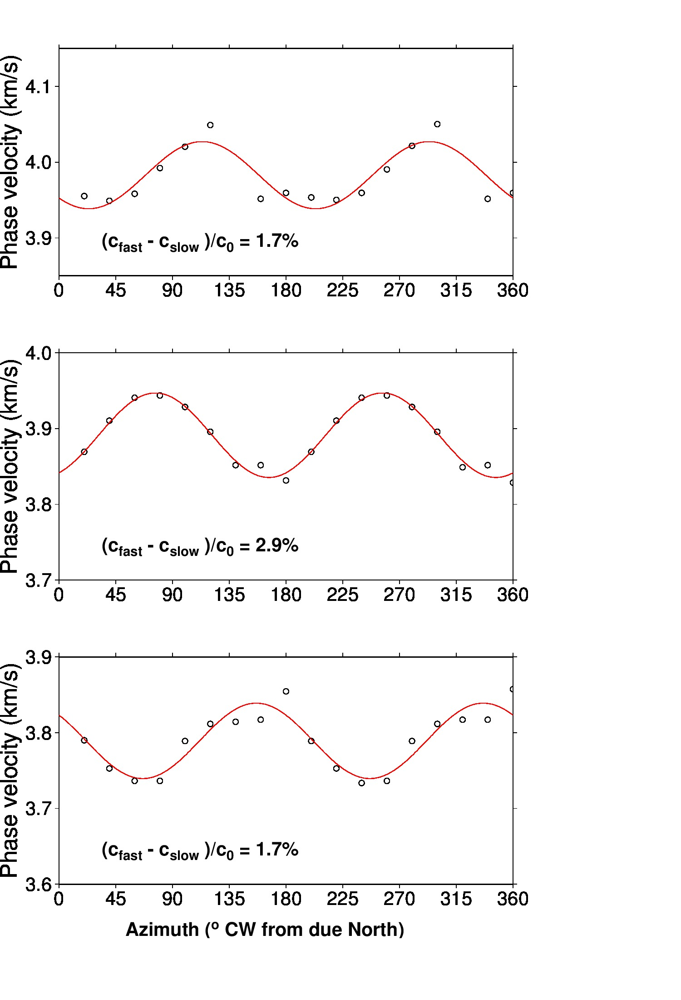 Phase velocity (km/s)
4.1
4.0
3.9
(cfast - cslow )/c0 = 1.7%
0 45 90 135 180 225 270 315 360
Phase velocity (km/s)
4.0
3.9
3.8
3.7
(cfast - cslow )/c0 = 2.9%
0 45 90 135 180 225 270 315 360
Phase velocity (km/s)
3.9
3.8
3.7
3.6
(cfast - cslow )/c0 = 1.7%
0 45 90 135 180 225 270 315 360
Azimuth (º CW from due North)